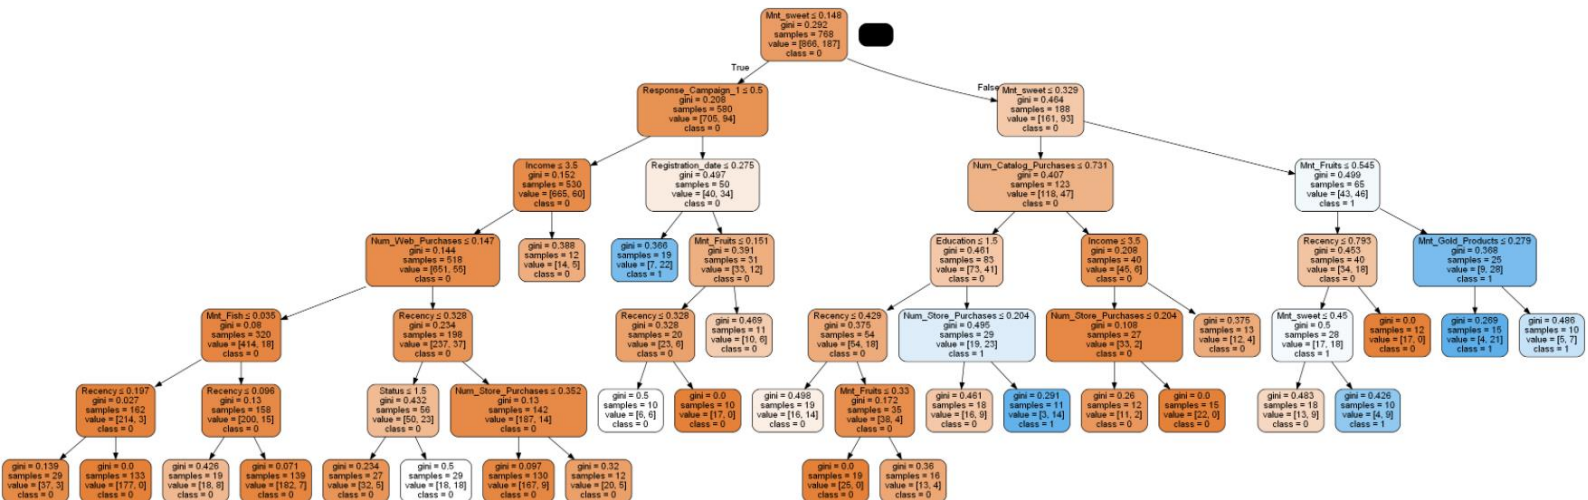 Mnt_sweet ≤ 0.148
gini = 0.292
samples = 768
value = [866, 187]
class = 0
True
False
Response_Campaign_1 ≤ 0.5
gini = 0.208
samples = 580
value = [705, 94]
class = 0
Mnt_sweet ≤ 0.329
gini = 0.464
samples = 188
value = [161, 93]
class = 0
Income ≤ 3.5
gini = 0.152
samples = 530
value = [665, 60]
class = 0
Registration_date ≤ 0.275
gini = 0.497
samples = 50
value = [40, 34]
class = 0
Num_Catalog_Purchases ≤ 0.731
gini = 0.407
samples = 123
value = [118, 47]
class = 0
Mnt_Fruits ≤ 0.545
gini = 0.499
samples = 65
value = [43, 46]
class = 1
Num_Web_Purchases ≤ 0.147
gini = 0.144
samples = 518
value = [651, 55]
class = 0
gini = 0.388
samples = 12
value = [14, 5]
class = 0
gini = 0.366
samples = 19
value = [7, 22]
class = 1
Mnt_Fruits ≤ 0.151
gini = 0.391
samples = 31
value = [33, 12]
class = 0
Education ≤ 1.5
gini = 0.461
samples = 83
value = [73, 41]
class = 0
Income ≤ 3.5
gini = 0.208
samples = 40
value = [45, 6]
class = 0
Recency ≤ 0.793
gini = 0.453
samples = 40
value = [34, 18]
class = 0
Mnt_Gold_Products ≤ 0.279
gini = 0.368
samples = 25
value = [9, 28]
class = 1
Mnt_Fish ≤ 0.035
gini = 0.08
samples = 320
value = [414, 18]
class = 0
Recency ≤ 0.328
gini = 0.234
samples = 198
value = [237, 37]
class = 0
Recency ≤ 0.328
gini = 0.328
samples = 20
value = [23, 6]
class = 0
gini = 0.469
samples = 11
value = [10, 6]
class = 0
Recency ≤ 0.429
gini = 0.375
samples = 54
value = [54, 18]
class = 0
Num_Store_Purchases ≤ 0.204
gini = 0.495
samples = 29
value = [19, 23]
class = 1
Num_Store_Purchases ≤ 0.204
gini = 0.108
samples = 27
value = [33, 2]
class = 0
gini = 0.375
samples = 13
value = [12, 4]
class = 0
Mnt_sweet ≤ 0.45
gini = 0.5
samples = 28
value = [17, 18]
class = 1
gini = 0.0
samples = 12
value = [17, 0]
class = 0
gini = 0.269
samples = 15
value = [4, 21]
class = 1
gini = 0.486
samples = 10
value = [5, 7]
class = 1
Recency ≤ 0.197
gini = 0.027
samples = 162
value = [214, 3]
class = 0
Recency ≤ 0.096
gini = 0.13
samples = 158
value = [200, 15]
class = 0
Status ≤ 1.5
gini = 0.432
samples = 56
value = [50, 23]
class = 0
Num_Store_Purchases ≤ 0.352
gini = 0.13
samples = 142
value = [187, 14]
class = 0
gini = 0.5
samples = 10
value = [6, 6]
class = 0
gini = 0.0
samples = 10
value = [17, 0]
class = 0
gini = 0.498
samples = 19
value = [16, 14]
class = 0
Mnt_Fruits ≤ 0.33
gini = 0.172
samples = 35
value = [38, 4]
class = 0
gini = 0.461
samples = 18
value = [16, 9]
class = 0
gini = 0.291
samples = 11
value = [3, 14]
class = 1
gini = 0.26
samples = 12
value = [11, 2]
class = 0
gini = 0.0
samples = 15
value = [22, 0]
class = 0
gini = 0.483
samples = 18
value = [13, 9]
class = 0
gini = 0.426
samples = 10
value = [4, 9]
class = 1
gini = 0.139
samples = 29
value = [37, 3]
class = 0
gini = 0.0
samples = 133
value = [177, 0]
class = 0
gini = 0.426
samples = 19
value = [18, 8]
class = 0
gini = 0.071
samples = 139
value = [182, 7]
class = 0
gini = 0.234
samples = 27
value = [32, 5]
class = 0
gini = 0.5
samples = 29
value = [18, 18]
class = 0
gini = 0.097
samples = 130
value = [167, 9]
class = 0
gini = 0.32
samples = 12
value = [20, 5]
class = 0
gini = 0.0
samples = 19
value = [25, 0]
class = 0
gini = 0.36
samples = 16
value = [13, 4]
class = 0